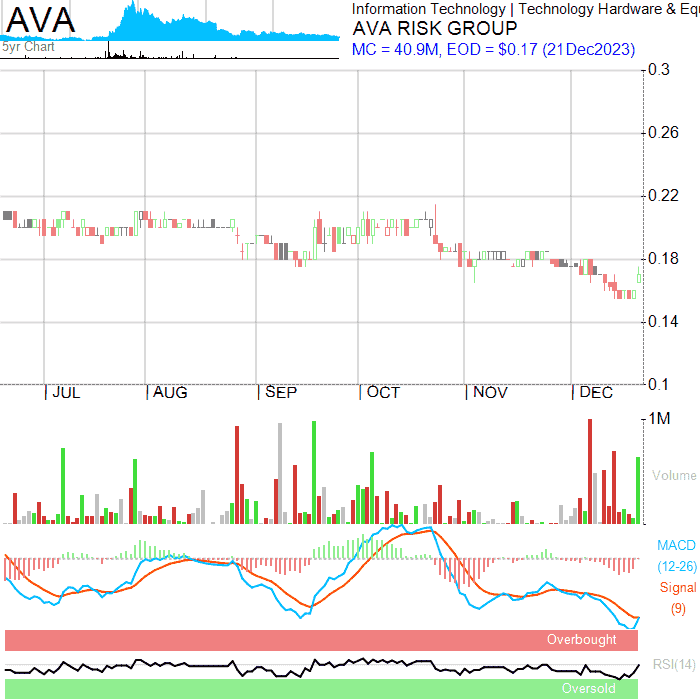 AVA
5yr Chart
Information Technology | Technology Hardware & Equ
AVA RISK GROUP
MC = 40.9M, EOD = $0.17 (21Dec2023)
0.3
0.26
0.22
0.18
0.14
0.1
JUL
AUG
SEP
OCT
NOV
DEC
1M
Volume
MACD
(12-26)
Signal
(9)
Overbought
RSI(14)
Oversold